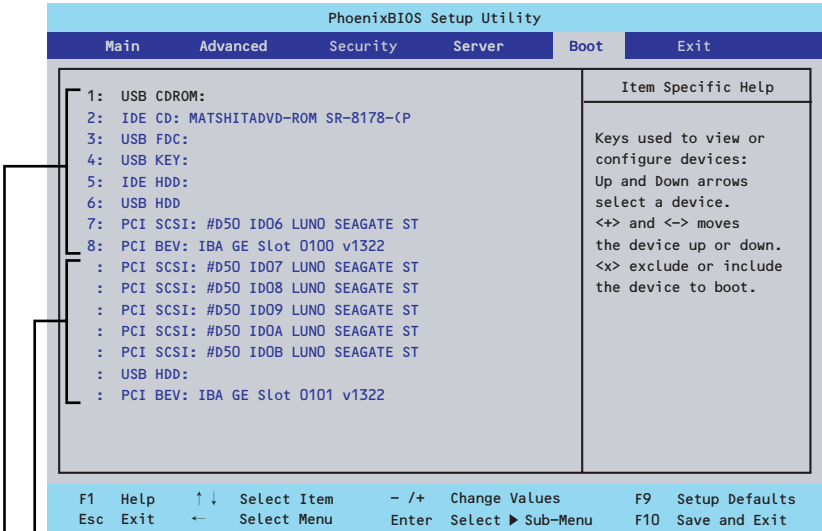 PhoenixBIOS Setup Utility
Main Advanced Security Server Boot Exit
1: USB CDROM:
2: IDE CD: MATSHITADVD-ROM SR-8178-(P
3: USB FDC:
4: USB KEY:
5: IDE HDD:
6: USB HDD
7: PCI SCSI: #D50 ID06 LUN0 SEAGATE ST
8: PCI BEV: IBA GE Slot 0100 v1322
: PCI SCSI: #D50 ID07 LUN0 SEAGATE ST
: PCI SCSI: #D50 ID08 LUN0 SEAGATE ST
: PCI SCSI: #D50 ID09 LUN0 SEAGATE ST
: PCI SCSI: #D50 ID0A LUN0 SEAGATE ST
: PCI SCSI: #D50 ID0B LUN0 SEAGATE ST
: USB HDD:
: PCI BEV: IBA GE Slot 0101 v1322
Item Specific Help
Keys used to view or
configure devices:
Up and Down arrows
select a device.
<+> and <-> moves
the device up or down.
<x> exclude or include
the device to boot.
F1 Help ↑↓ Select Item - /+ Change Values F9 Setup Defaults
Esc Exit ← Select Menu Enter Select ▶ Sub-Menu F10 Save and Exit